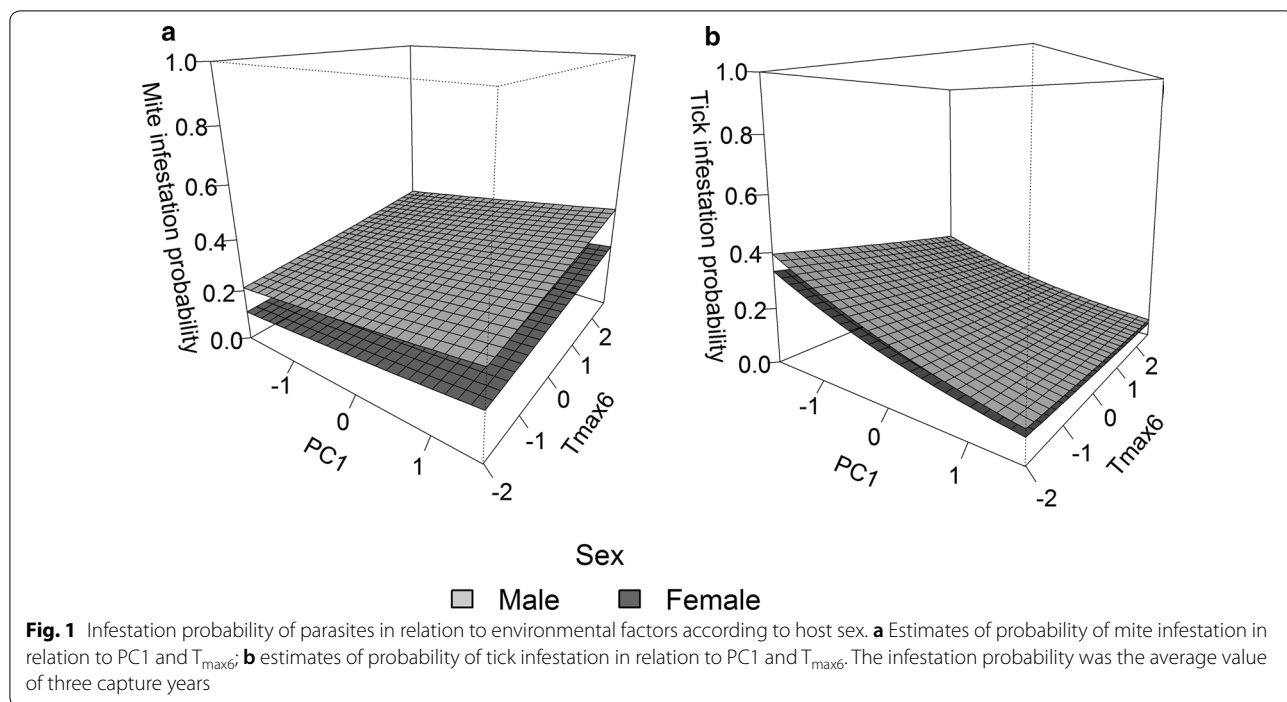 a
1.0
0.8
0.6
0.4
0.2
0.0
Mite infestation probability
-1
0
1
PC1
-2
-1
0
1
2
Tmax6
b
1.0
0.8
0.6
0.4
0.2
0.0
Tick infestation probability
-1
0
1
PC1
-2
-1
0
1
2
Tmax6
Sex
Male Female
Fig. 1 Infestation probability of parasites in relation to environmental factors according to host sex. a Estimates of probability of mite infestation in
relation to PC1 and Tmax6; b estimates of probability of tick infestation in relation to PC1 and Tmax6. The infestation probability was the average value
of three capture years